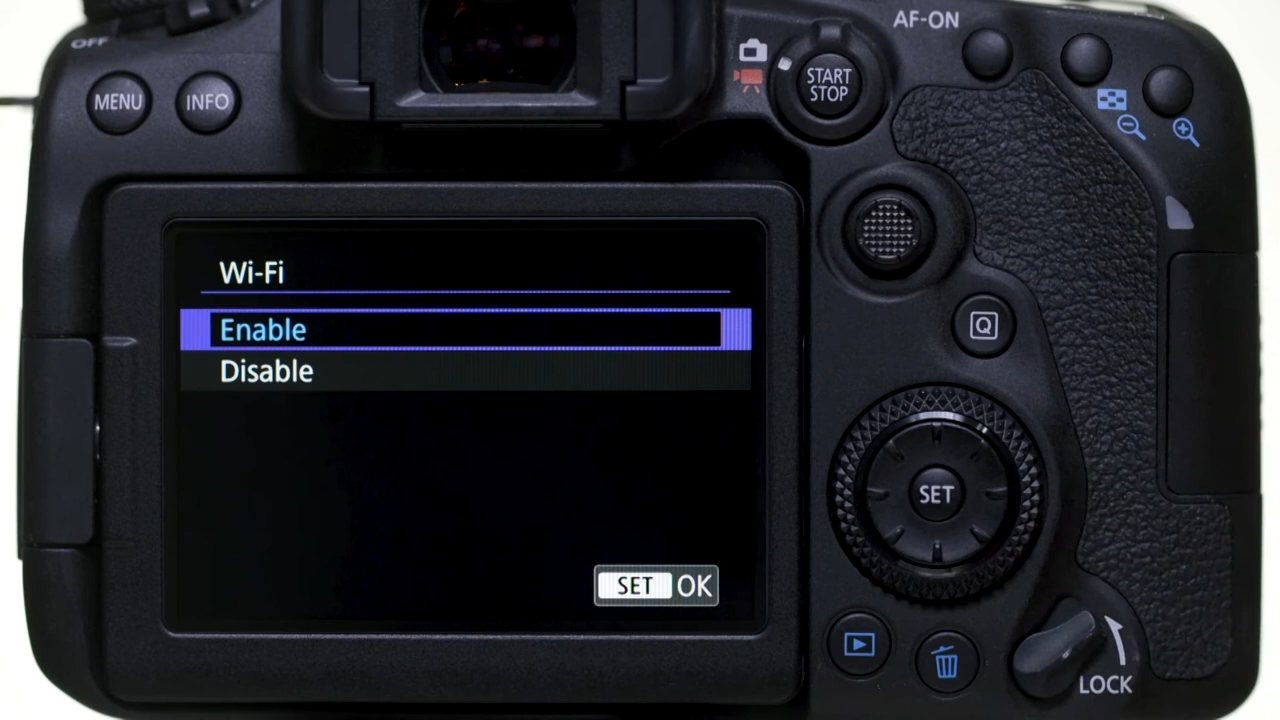 AF-ON
OFF
MENU
INFO
START
STOP
Wi-Fi
Enable
Disable
Q
SET
SET OK
LOCK